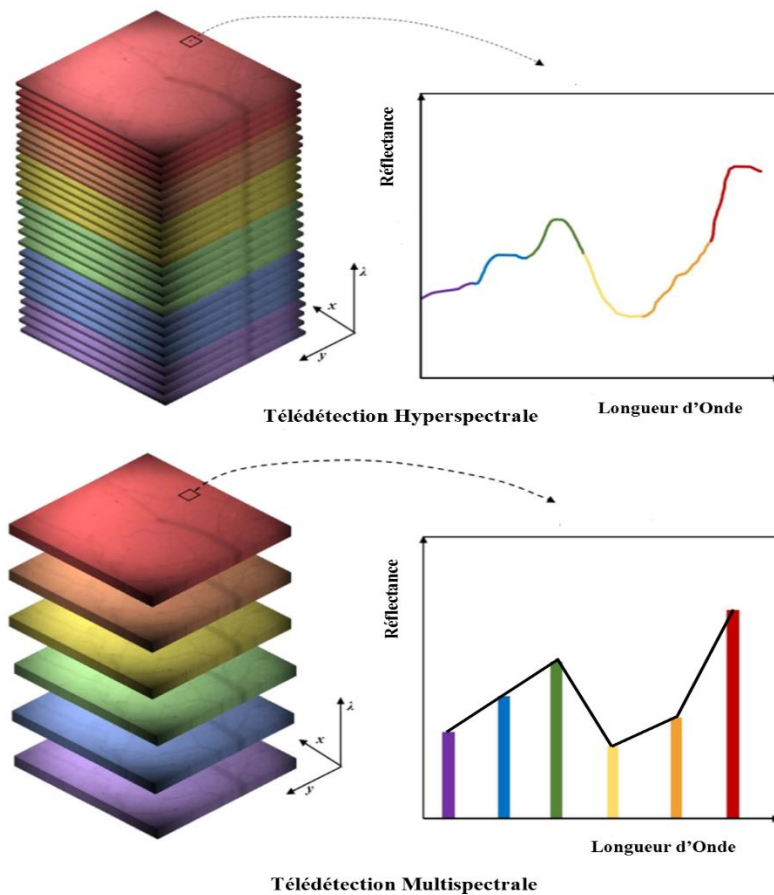 Réflectance
λ
x
y
Longueur d’Onde
Télédétection Hyperspectrale
Réflectance
λ
x
y
Longueur d’Onde
Télédétection Multispectrale